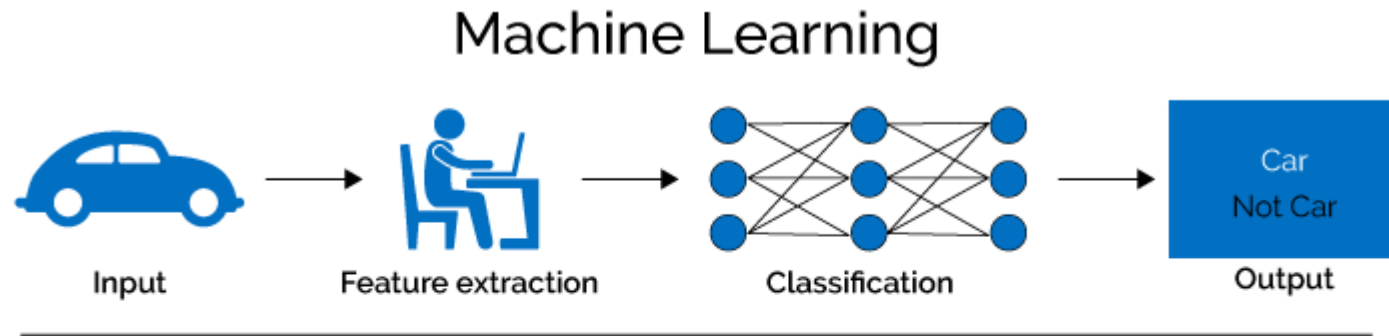 Machine Learning
Car
Not Car
Input
Feature extraction
Classification
Output